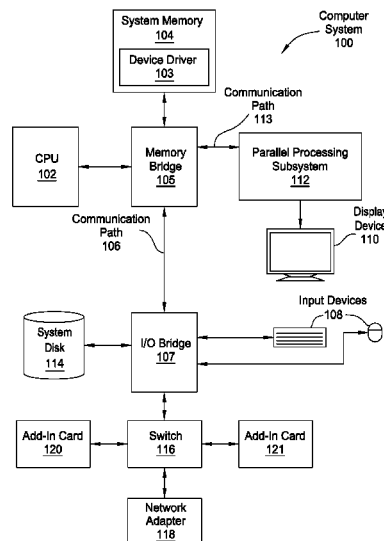 System Memory
104
Device Driver
103
Computer
System
100
Communication
Path
113
CPU
102
Memory
Bridge
105
Parallel Processing
Subsystem
112
Communication
Path
106
Display
Device
110
System
Disk
114
I/O Bridge
107
Input Devices
108
Add-In Card
120
Switch
116
Add-In Card
121
Network
Adapter
118